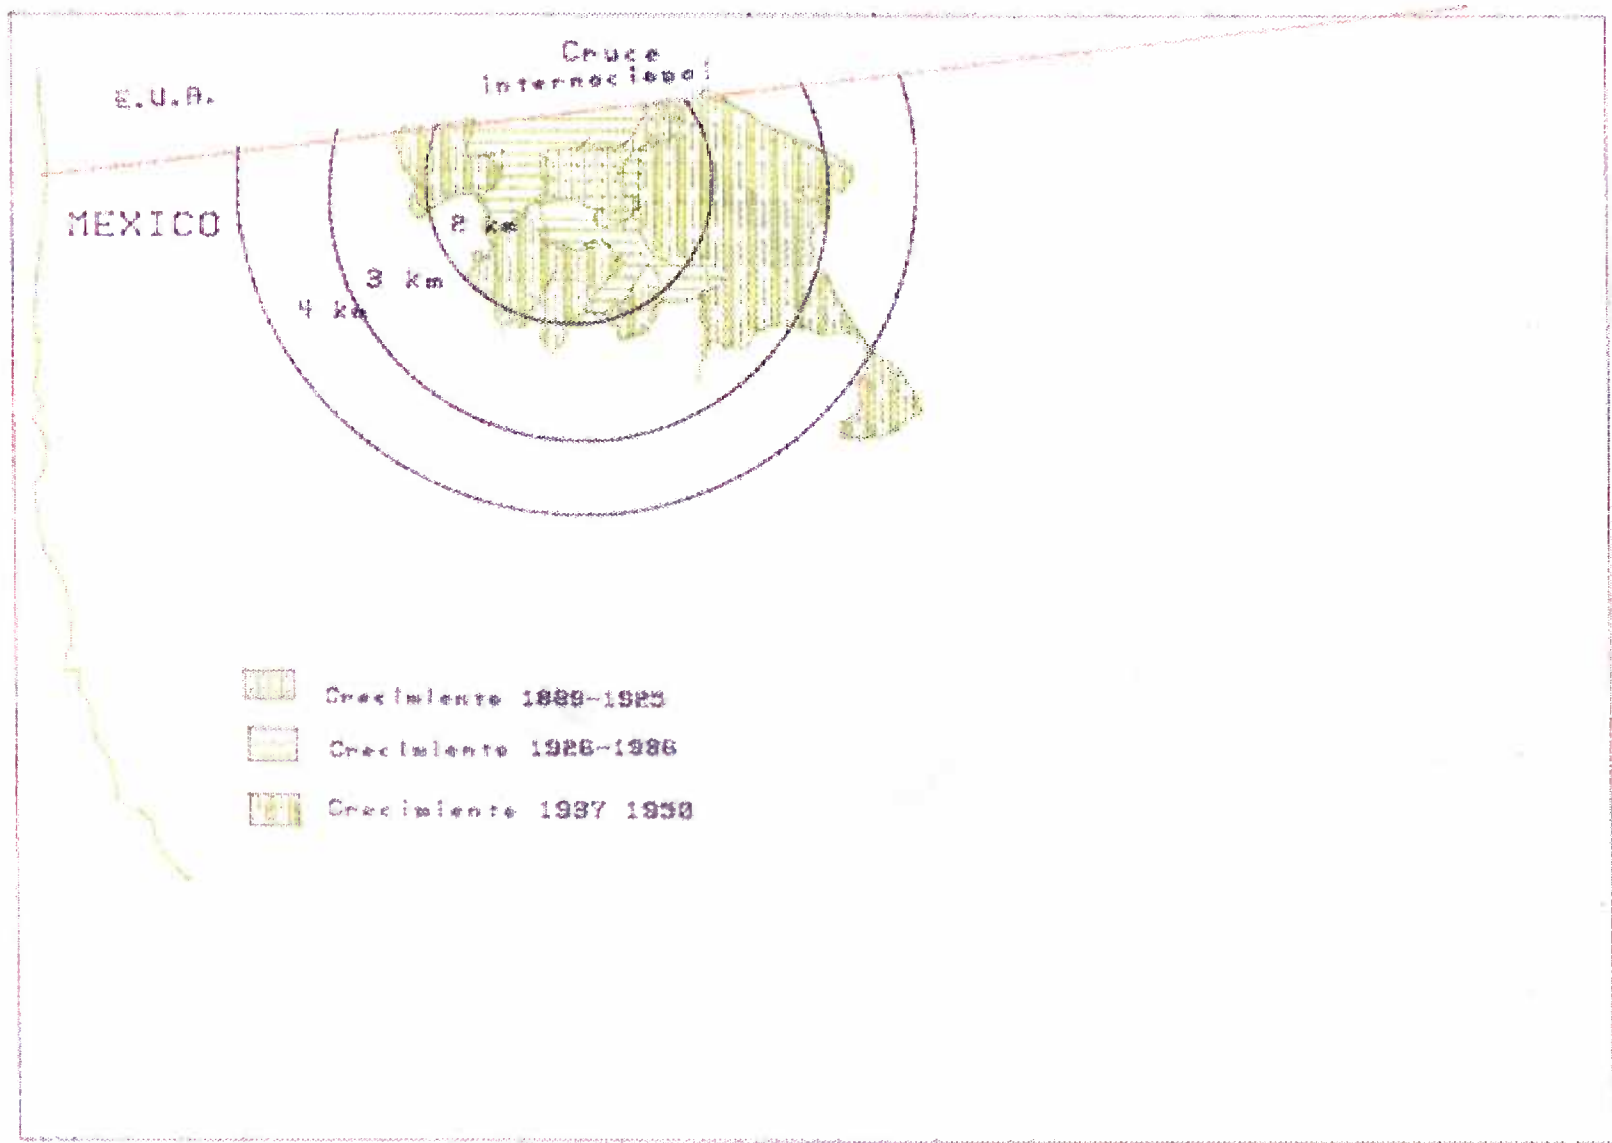 Cruce
internacional
E.U.A.
MEXICO
2 km
3 km
4 km
Crecimiento 1889-1925
Crecimiento 1926-1936
Crecimiento 1937 1950